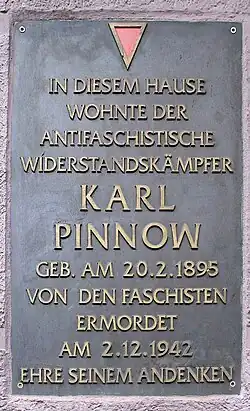 IN DIESEM HAUSE
WOHNTE DER
ANTIFASCHISTISCHE
WIDERSTANDSKÄMPFER
KARL
PINNOW
GEB. AM 20.2.1895
VON DEN FASCHISTEN
ERMORDET
AM 2.12.1942
EHRE SEINEM ANDENKEN